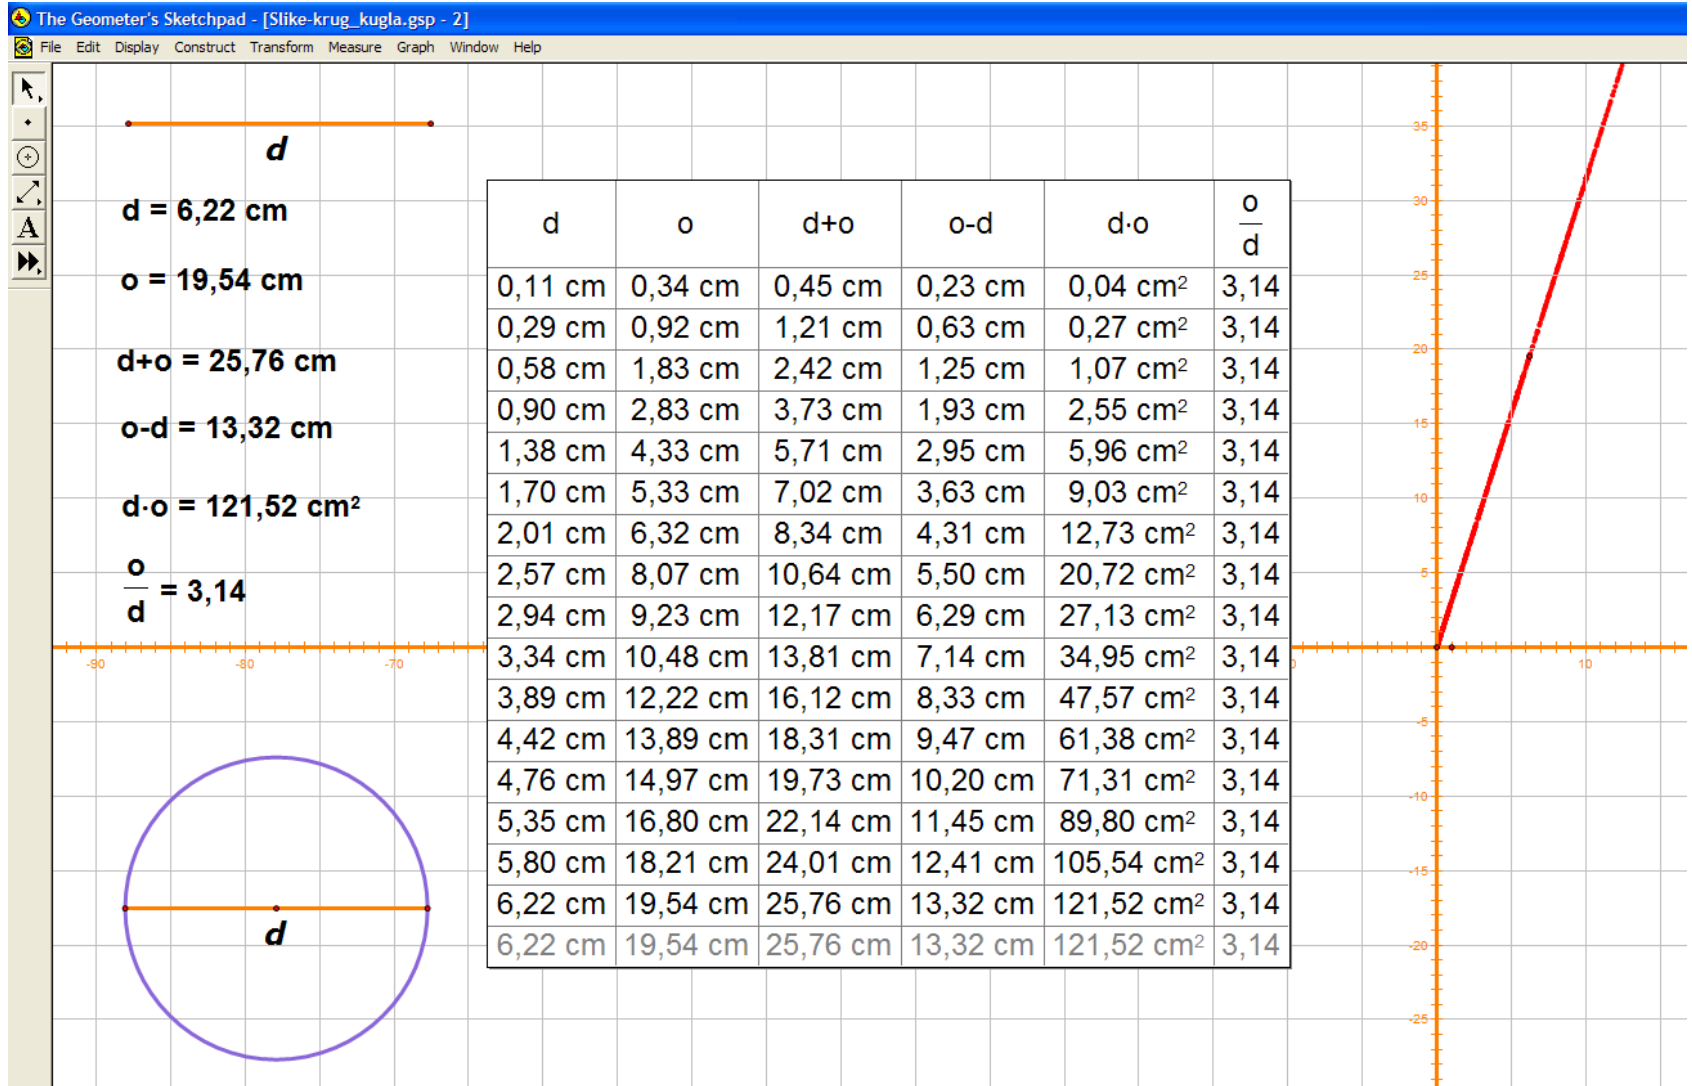 The Geometer's Sketchpad - [Slike-krug_kugla.gsp - 2]
File Edit Display Construct Transform Measure Graph Window Help
A
d
d = 6,22 cm
o = 19,54 cm
d+o = 25,76 cm
o-d = 13,32 cm
d·o = 121,52 cm²
o
d
= 3,14
-90 -80 -70
d
d o d+o o-d d·o o/d
0,11 cm 0,34 cm 0,45 cm 0,23 cm 0,04 cm² 3,14
0,29 cm 0,92 cm 1,21 cm 0,63 cm 0,27 cm² 3,14
0,58 cm 1,83 cm 2,42 cm 1,25 cm 1,07 cm² 3,14
0,90 cm 2,83 cm 3,73 cm 1,93 cm 2,55 cm² 3,14
1,38 cm 4,33 cm 5,71 cm 2,95 cm 5,96 cm² 3,14
1,70 cm 5,33 cm 7,02 cm 3,63 cm 9,03 cm² 3,14
2,01 cm 6,32 cm 8,34 cm 4,31 cm 12,73 cm² 3,14
2,57 cm 8,07 cm 10,64 cm 5,50 cm 20,72 cm² 3,14
2,94 cm 9,23 cm 12,17 cm 6,29 cm 27,13 cm² 3,14
3,34 cm 10,48 cm 13,81 cm 7,14 cm 34,95 cm² 3,14
3,89 cm 12,22 cm 16,12 cm 8,33 cm 47,57 cm² 3,14
4,42 cm 13,89 cm 18,31 cm 9,47 cm 61,38 cm² 3,14
4,76 cm 14,97 cm 19,73 cm 10,20 cm 71,31 cm² 3,14
5,35 cm 16,80 cm 22,14 cm 11,45 cm 89,80 cm² 3,14
5,80 cm 18,21 cm 24,01 cm 12,41 cm 105,54 cm² 3,14
6,22 cm 19,54 cm 25,76 cm 13,32 cm 121,52 cm² 3,14
6,22 cm 19,54 cm 25,76 cm 13,32 cm 121,52 cm² 3,14
35
30
25
20
15
10
5
10
-5
-10
-15
-20
-25